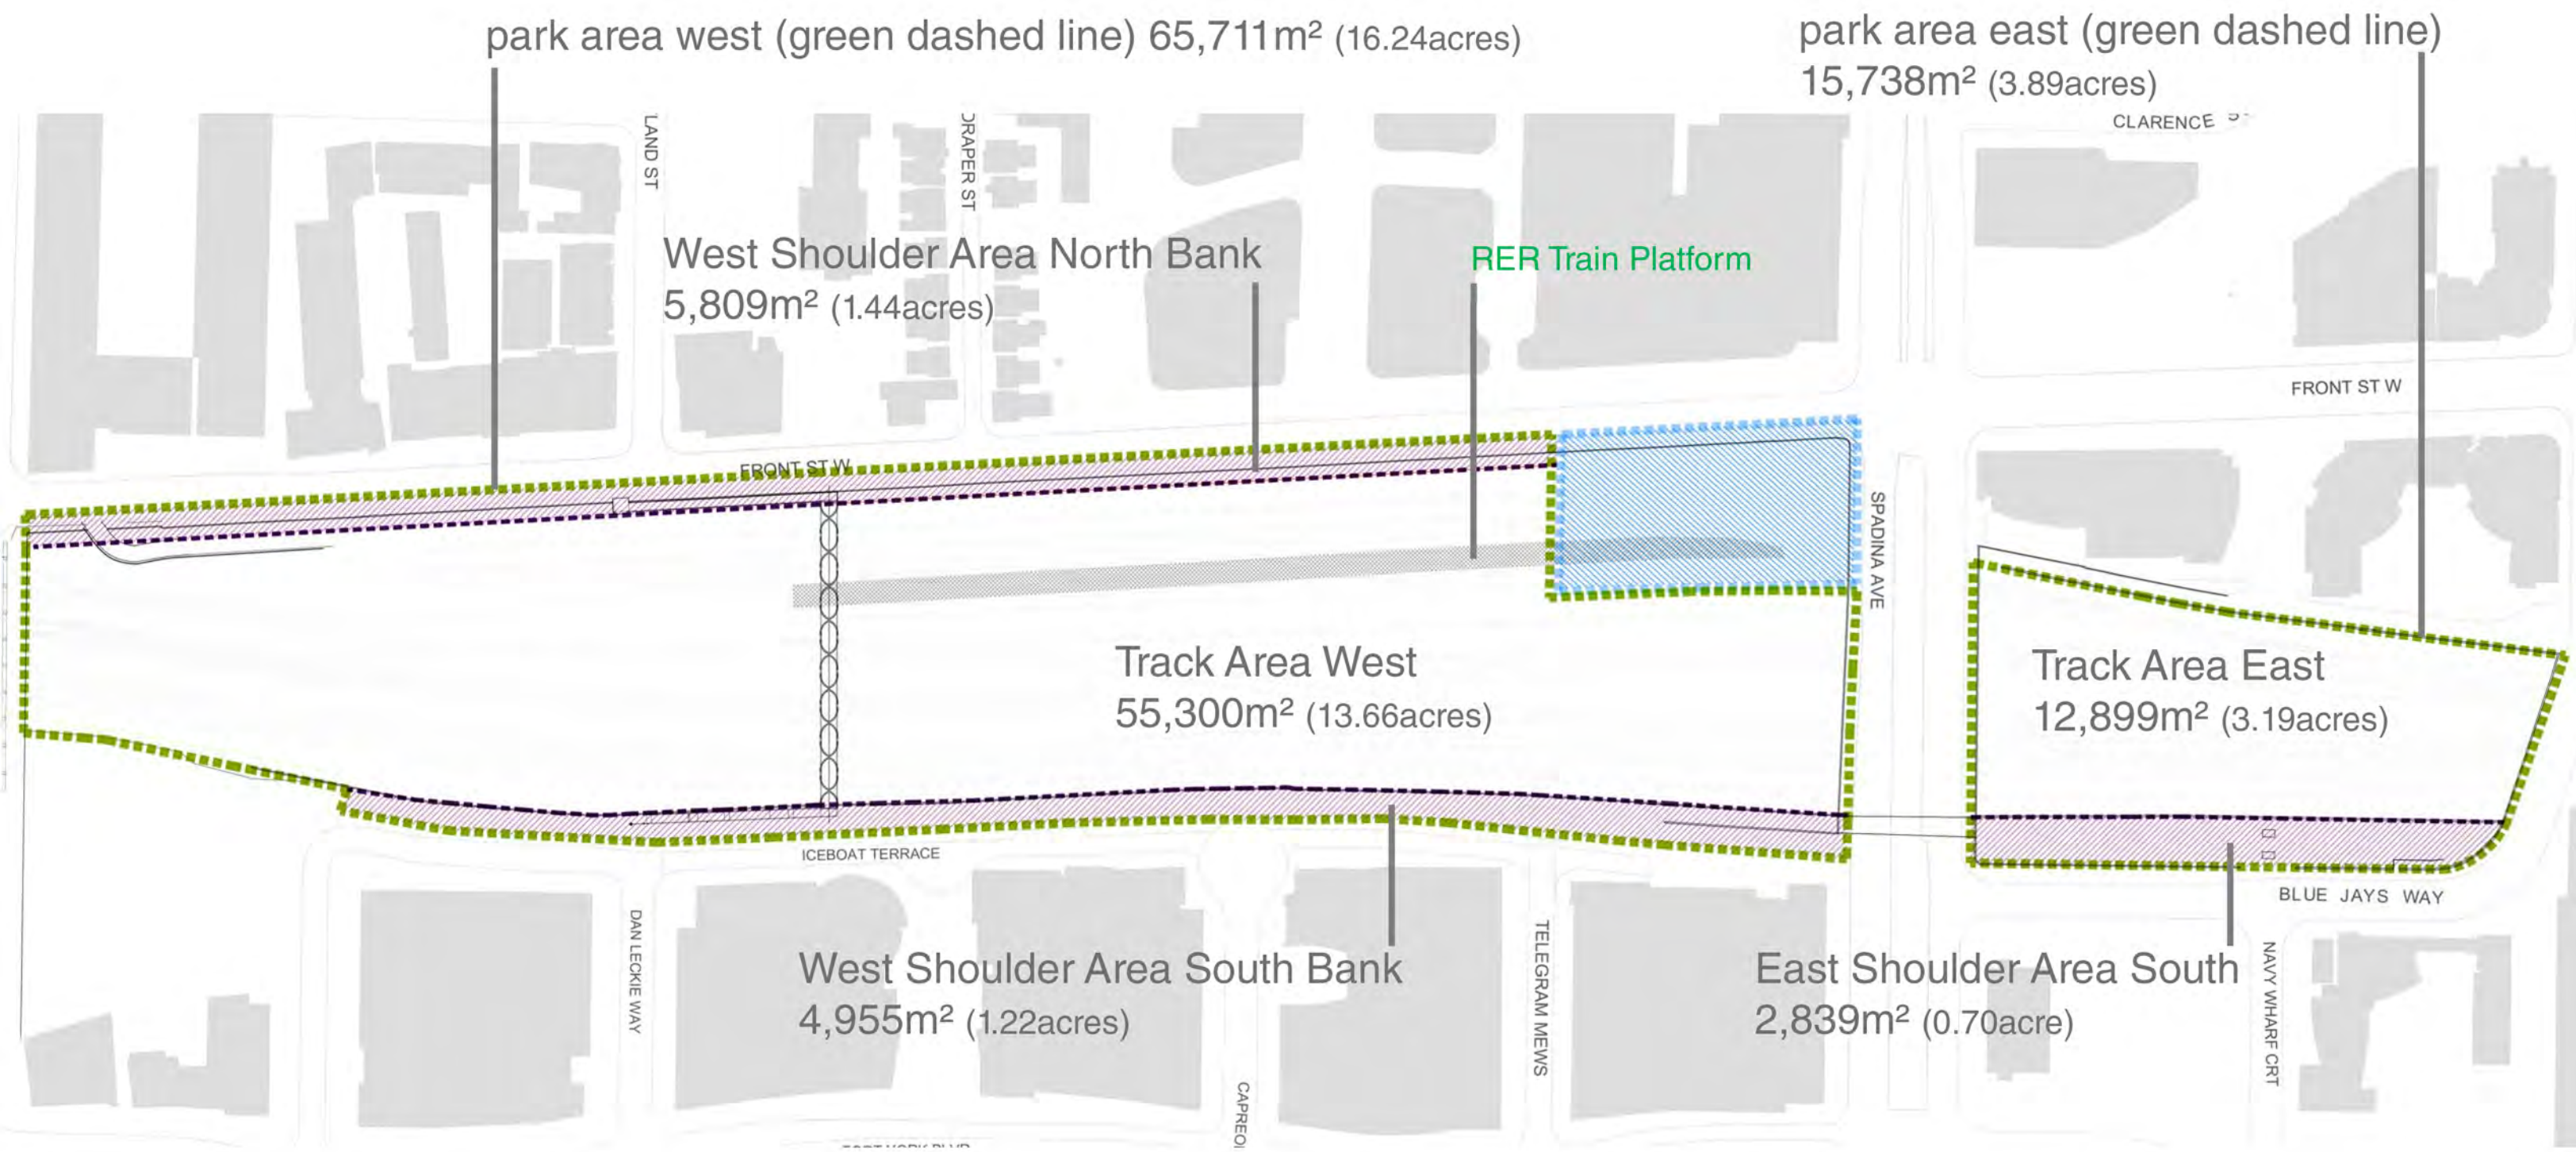 park area west (green dashed line) 65,711m² (16.24acres)
park area east (green dashed line)
15,738m² (3.89acres)
CLARENCE
LAND ST
DRAPER ST
West Shoulder Area North Bank
5,809m² (1.44acres)
RER Train Platform
FRONT ST W
FRONT ST W
SPADINA AVE
Track Area West
55,300m² (13.66acres)
Track Area East
12,899m² (3.19acres)
ICEBOAT TERRACE
BLUE JAYS WAY
DAN LECKIE WAY
TELEGRAM MEWS
NAVY WHARF CRT
West Shoulder Area South Bank
4,955m² (1.22acres)
East Shoulder Area South
2,839m² (0.70acre)
CAPREOL